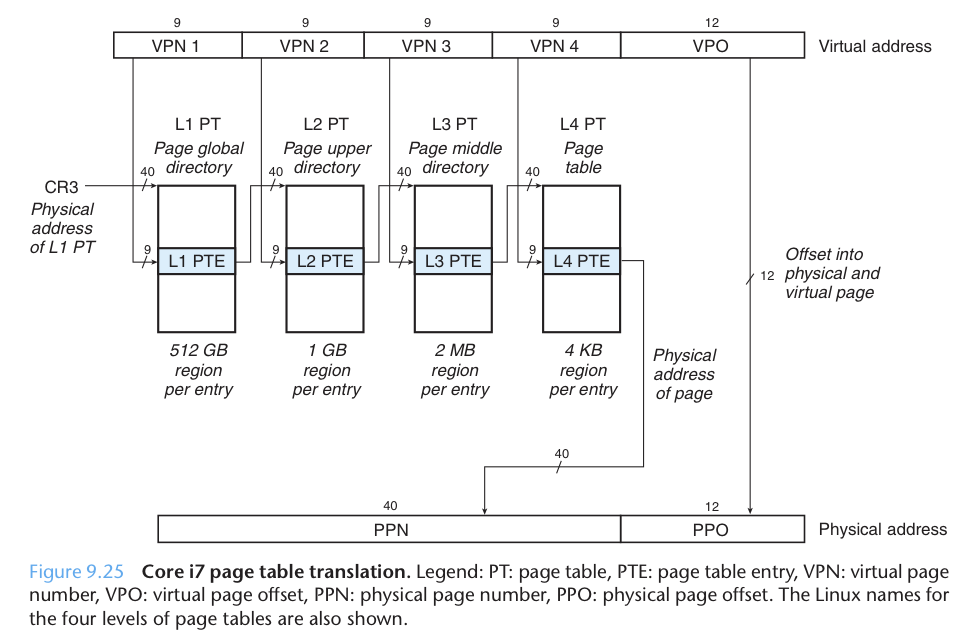 9 9 9 9 12
VPN 1 VPN 2 VPN 3 VPN 4 VPO Virtual address
L1 PT L2 PT L3 PT L4 PT
Page global Page upper Page middle Page
directory directory directory table
40 40 40 40
CR3
Physical
address
of L1 PT
9 9 9 9
L1 PTE L2 PTE L3 PTE L4 PTE
Offset into
12 physical and
virtual page
512 GB 1 GB 2 MB 4 KB
region region region region
per entry per entry per entry per entry
Physical
address
of page
40
40 12
PPN PPO Physical address
Figure 9.25 Core i7 page table translation. Legend: PT: page table, PTE: page table entry, VPN: virtual page
number, VPO: virtual page offset, PPN: physical page number, PPO: physical page offset. The Linux names for
the four levels of page tables are also shown.